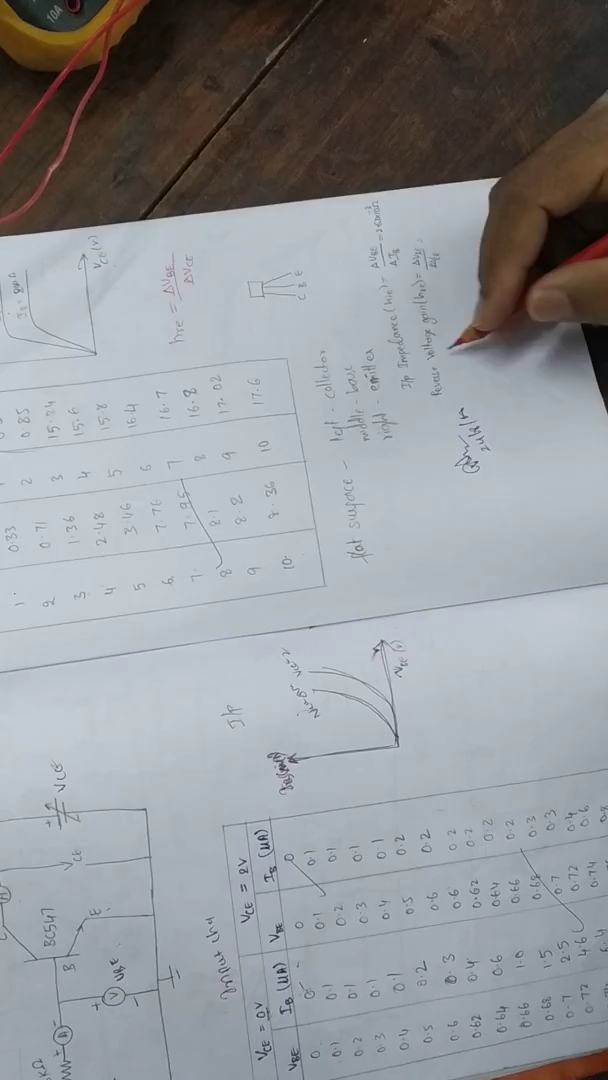 10A
VCE(V)
hre = ΔVBE/ΔVCE
1. 0.33 1
2 0.71 2 0.85
3. 1.36 3 15.24
4 2.48 4 15.6
5 3.46 5 15.8
6 7.76 6 16.4
7. 7.95 7 16.7
8 8.1 8 16.8
9 8.2 9 17.02
10. 8.36 10 17.6
flat surface - left - collector
middle - base
right - emitter
C B E
I/p Impedance (hie) = ΔVBE/ΔIB
Reverse voltage gain (hre) =
BC547
B
E
A
V
VBE
VCE
VCE
I/p
VBE(V)
VCE = 0V VCE = 2V
VBE IB (μA) VBE IB (μA)
0 0 0 0
0.1 0.1 0.1 0.1
0.2 0.1 0.2 0.1
0.3 0.1 0.3 0.1
0.4 0.1 0.4 0.2
0.5 0.2 0.5 0.2
0.6 0.3 0.6 0.2
0.62 0.4 0.62 0.2
0.64 0.6 0.64 0.2
0.66 1.0 0.66 0.2
0.68 1.5 0.68 0.3
0.7 2.5 0.7 0.3
0.72 4.6 0.72 0.4
0.74 0.6